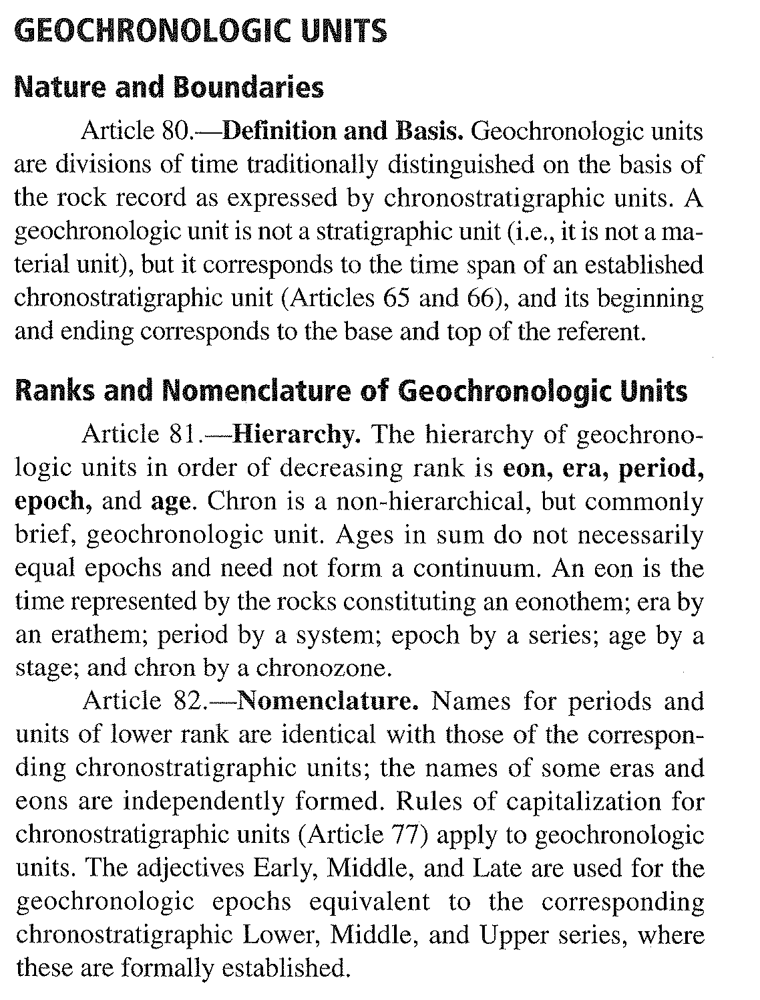 GEOCHRONOLOGIC UNITS
Nature and Boundaries
Article 80.—Definition and Basis. Geochronologic units
are divisions of time traditionally distinguished on the basis of
the rock record as expressed by chronostratigraphic units. A
geochronologic unit is not a stratigraphic unit (i.e., it is not a ma-
terial unit), but it corresponds to the time span of an established
chronostratigraphic unit (Articles 65 and 66), and its beginning
and ending corresponds to the base and top of the referent.
Ranks and Nomenclature of Geochronologic Units
Article 81.—Hierarchy. The hierarchy of geochrono-
logic units in order of decreasing rank is eon, era, period,
epoch, and age. Chron is a non-hierarchical, but commonly
brief, geochronologic unit. Ages in sum do not necessarily
equal epochs and need not form a continuum. An eon is the
time represented by the rocks constituting an eonothem; era by
an erathem; period by a system; epoch by a series; age by a
stage; and chron by a chronozone.
Article 82.—Nomenclature. Names for periods and
units of lower rank are identical with those of the correspon-
ding chronostratigraphic units; the names of some eras and
eons are independently formed. Rules of capitalization for
chronostratigraphic units (Article 77) apply to geochronologic
units. The adjectives Early, Middle, and Late are used for the
geochronologic epochs equivalent to the corresponding
chronostratigraphic Lower, Middle, and Upper series, where
these are formally established.